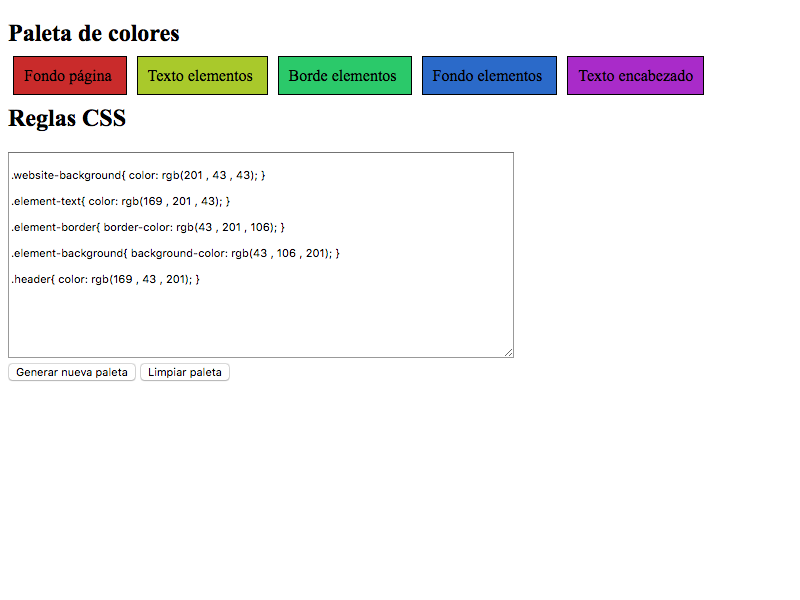 Paleta de colores
Fondo página Texto elementos Borde elementos Fondo elementos Texto encabezado
Reglas CSS
.website-background{ color: rgb(201 , 43 , 43); }
.element-text{ color: rgb(169 , 201 , 43); }
.element-border{ border-color: rgb(43 , 201 , 106); }
.element-background{ background-color: rgb(43 , 106 , 201); }
.header{ color: rgb(169 , 43 , 201); }
Generar nueva paleta Limpiar paleta